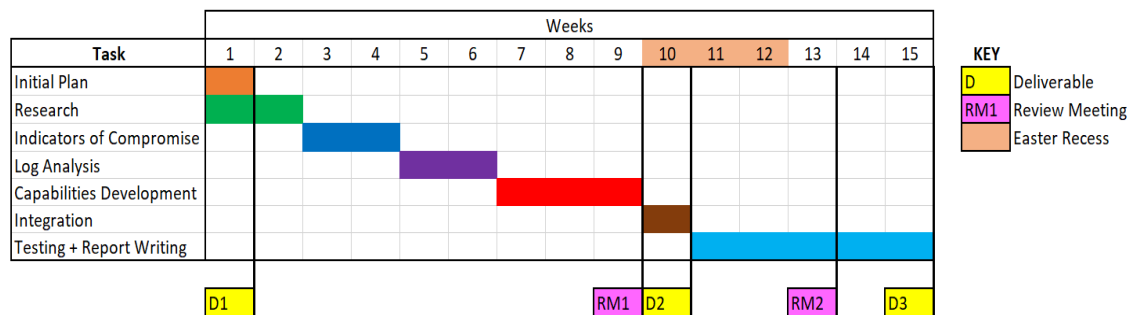 Weeks
Task 1 2 3 4 5 6 7 8 9 10 11 12 13 14 15 KEY
Initial Plan D Deliverable
Research RM1 Review Meeting
Indicators of Compromise Easter Recess
Log Analysis
Capabilities Development
Integration
Testing + Report Writing
D1 RM1 D2 RM2 D3